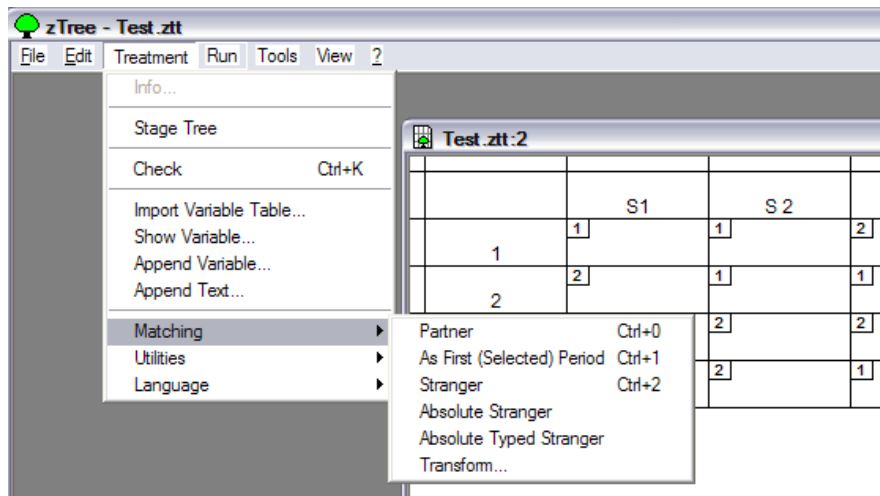 zTree - Test.ztt
File Edit Treatment Run Tools View ?
Info...
Stage Tree
Check Ctrl+K
Import Variable Table...
Show Variable...
Append Variable...
Append Text...
Matching
Utilities
Language
Partner Ctrl+0
As First (Selected) Period Ctrl+1
Stranger Ctrl+2
Absolute Stranger
Absolute Typed Stranger
Transform...
Test.ztt:2
S1 S 2
1 1 2
1
2 1 1
2
2 2
2 1